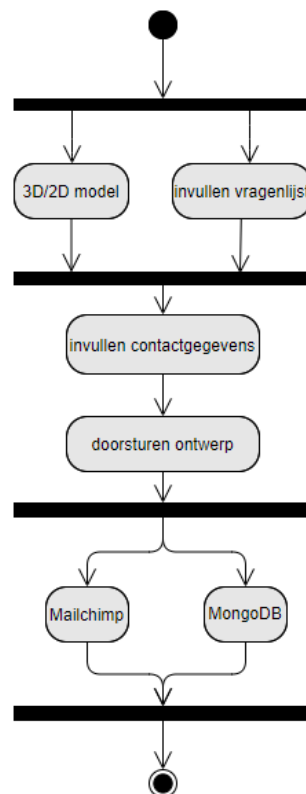 3D/2D model
invullen vragenlijst
invullen contactgegevens
doorsturen ontwerp
Mailchimp
MongoDB